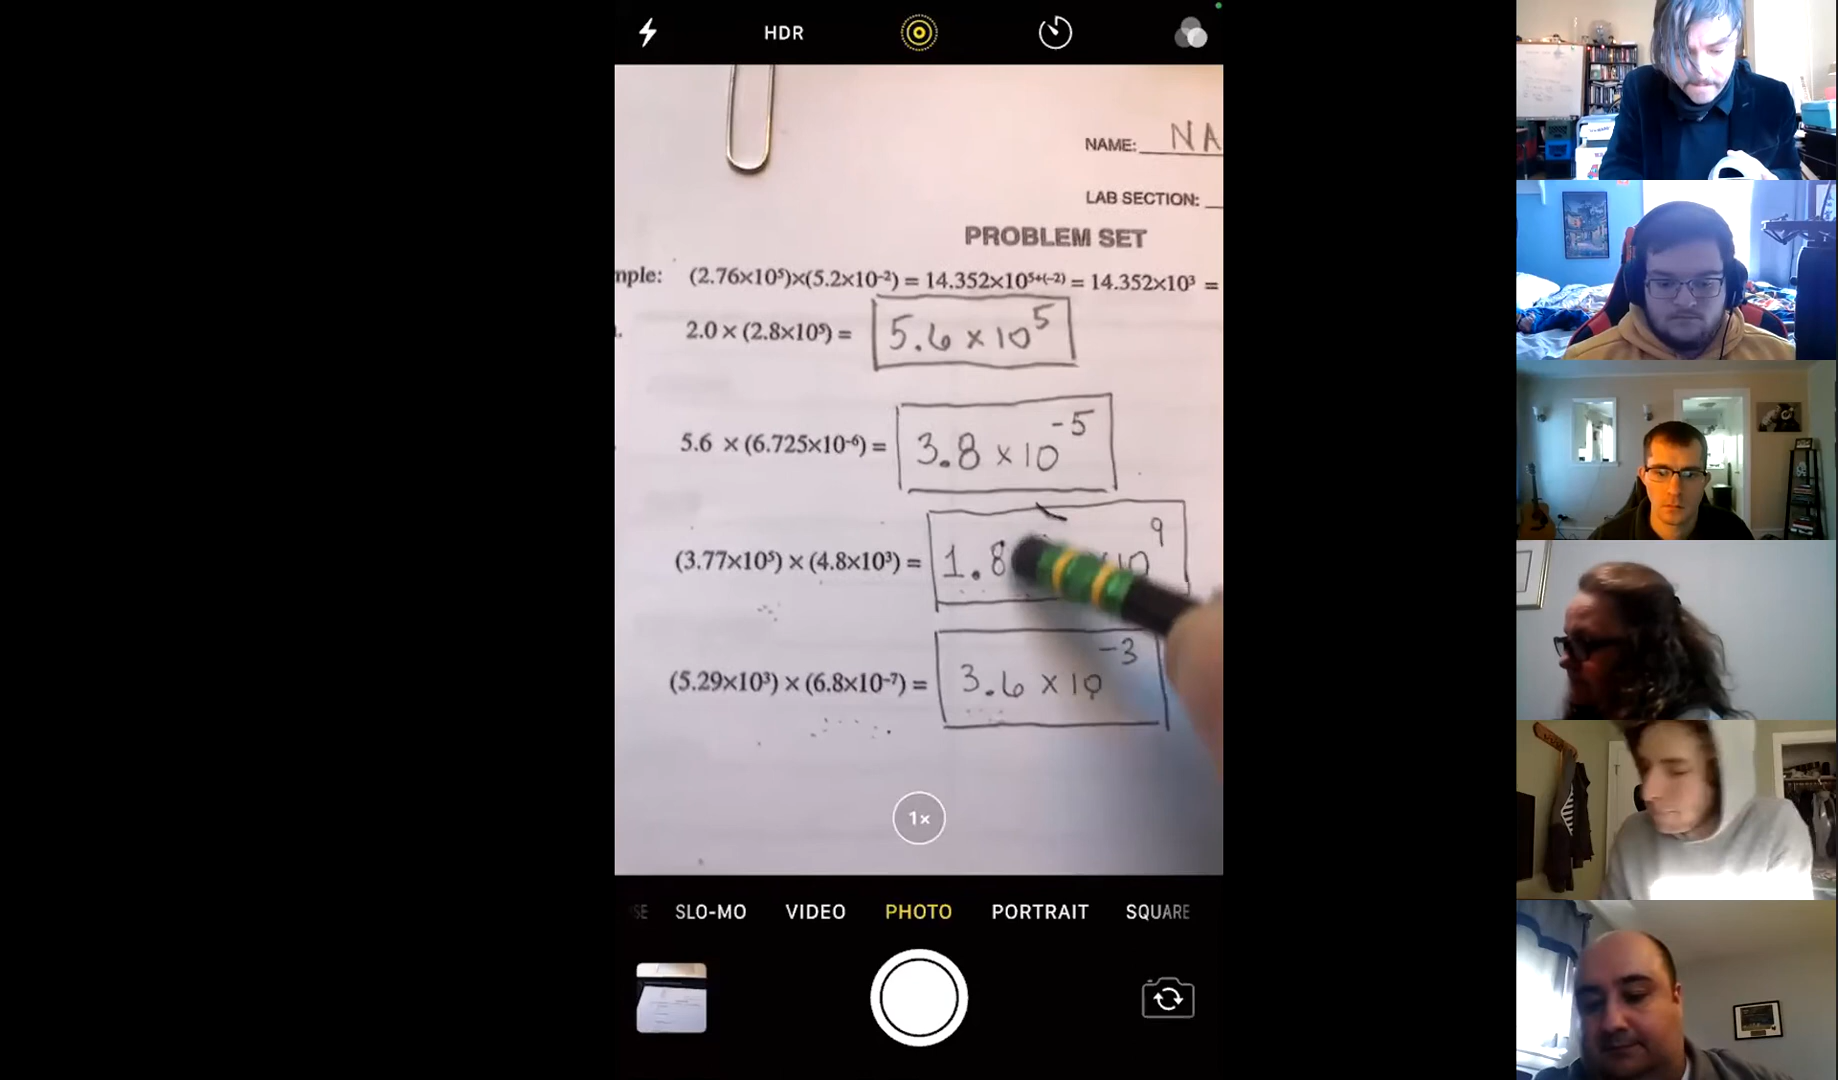 HDR
NAME: NA
LAB SECTION:
PROBLEM SET
mple: (2.76×10⁵)×(5.2×10⁻²) = 14.352×10⁵⁺⁽⁻²⁾ = 14.352×10³ =
. 2.0 × (2.8×10⁵) = 5.6 × 10⁵
5.6 × (6.725×10⁻⁶) = 3.8 × 10⁻⁵
(3.77×10⁵) × (4.8×10³) = 1.8 ×10⁹
(5.29×10³) × (6.8×10⁻⁷) = 3.6 × 10⁻³
1×
SE SLO-MO VIDEO PHOTO PORTRAIT SQUARE